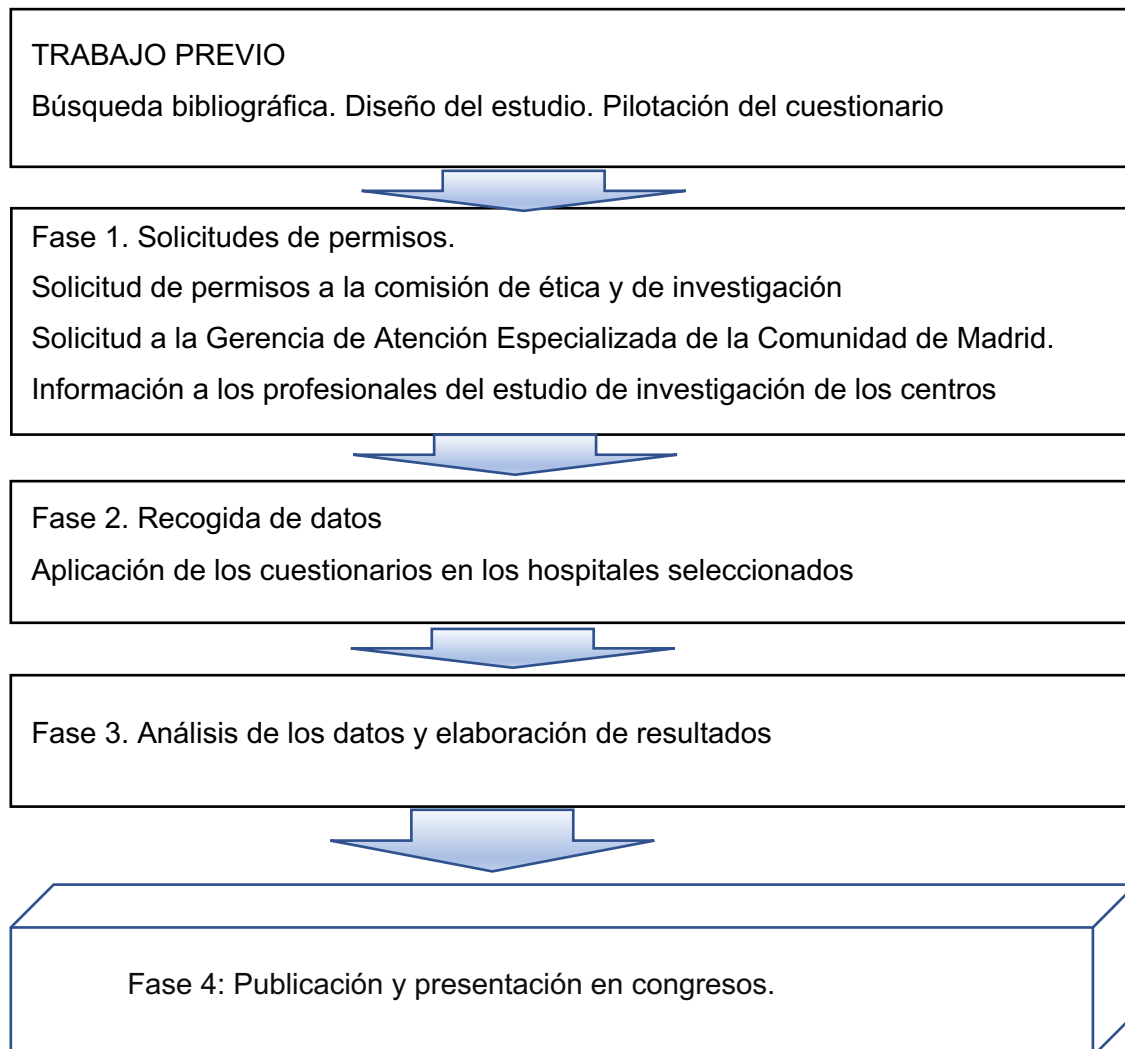 TRABAJO PREVIO
Búsqueda bibliográfica. Diseño del estudio. Pilotación del cuestionario
Fase 1. Solicitudes de permisos.
Solicitud de permisos a la comisión de ética y de investigación
Solicitud a la Gerencia de Atención Especializada de la Comunidad de Madrid.
Información a los profesionales del estudio de investigación de los centros
Fase 2. Recogida de datos
Aplicación de los cuestionarios en los hospitales seleccionados
Fase 3. Análisis de los datos y elaboración de resultados
Fase 4: Publicación y presentación en congresos.